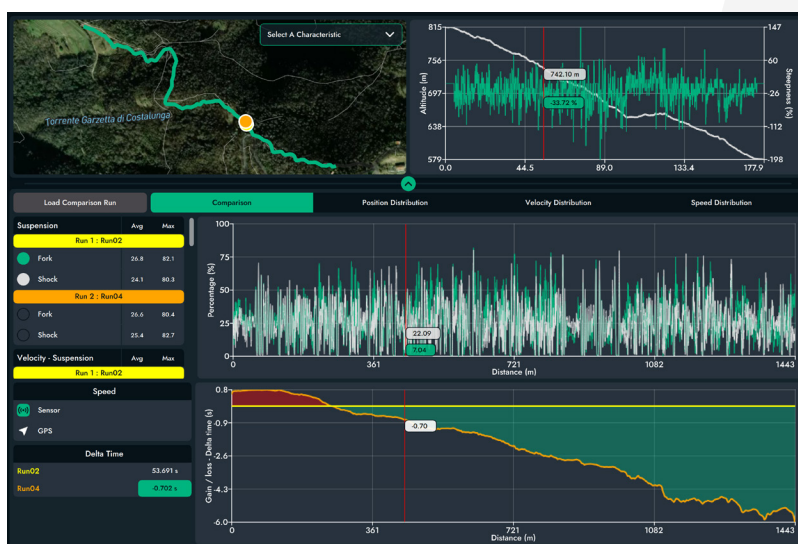 Select A Characteristic
Torrente Garzetta di Costalunga
815
756
697
638
579
Altitude (m)
147
60
-26
-112
-198
Steepness (%)
742.10 m
-33.72 %
0.0
44.5
89.0
133.4
177.9
Load Comparison Run
Comparison
Position Distribution
Velocity Distribution
Speed Distribution
Suspension Avg Max
Run 1 : Run02
Fork 26.8 82.1
Shock 24.1 80.3
Run 2 : Run04
Fork 26.6 80.4
Shock 25.4 82.7
Velocity - Suspension Avg Max
Run 1 : Run02
Speed
Sensor
GPS
Delta Time
Run02 53.691 s
Run04 -0.702 s
100
75
50
25
0
Percentage (%)
22.09
7.04
0
361
721
1082
1443
Distance (m)
0.8
-0.9
-2.6
-4.3
-6.0
Gain / loss - Delta time (s)
-0.70
0
361
721
1082
1443
Distance (m)